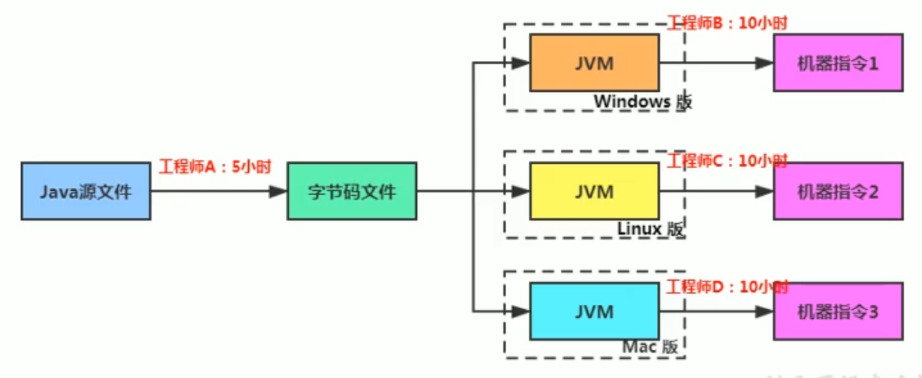 工程师B:10小时
JVM
机器指令1
Windows 版
工程师A:5小时
工程师C:10小时
Java源文件
字节码文件
JVM
机器指令2
Linux 版
工程师D:10小时
JVM
机器指令3
Mac 版